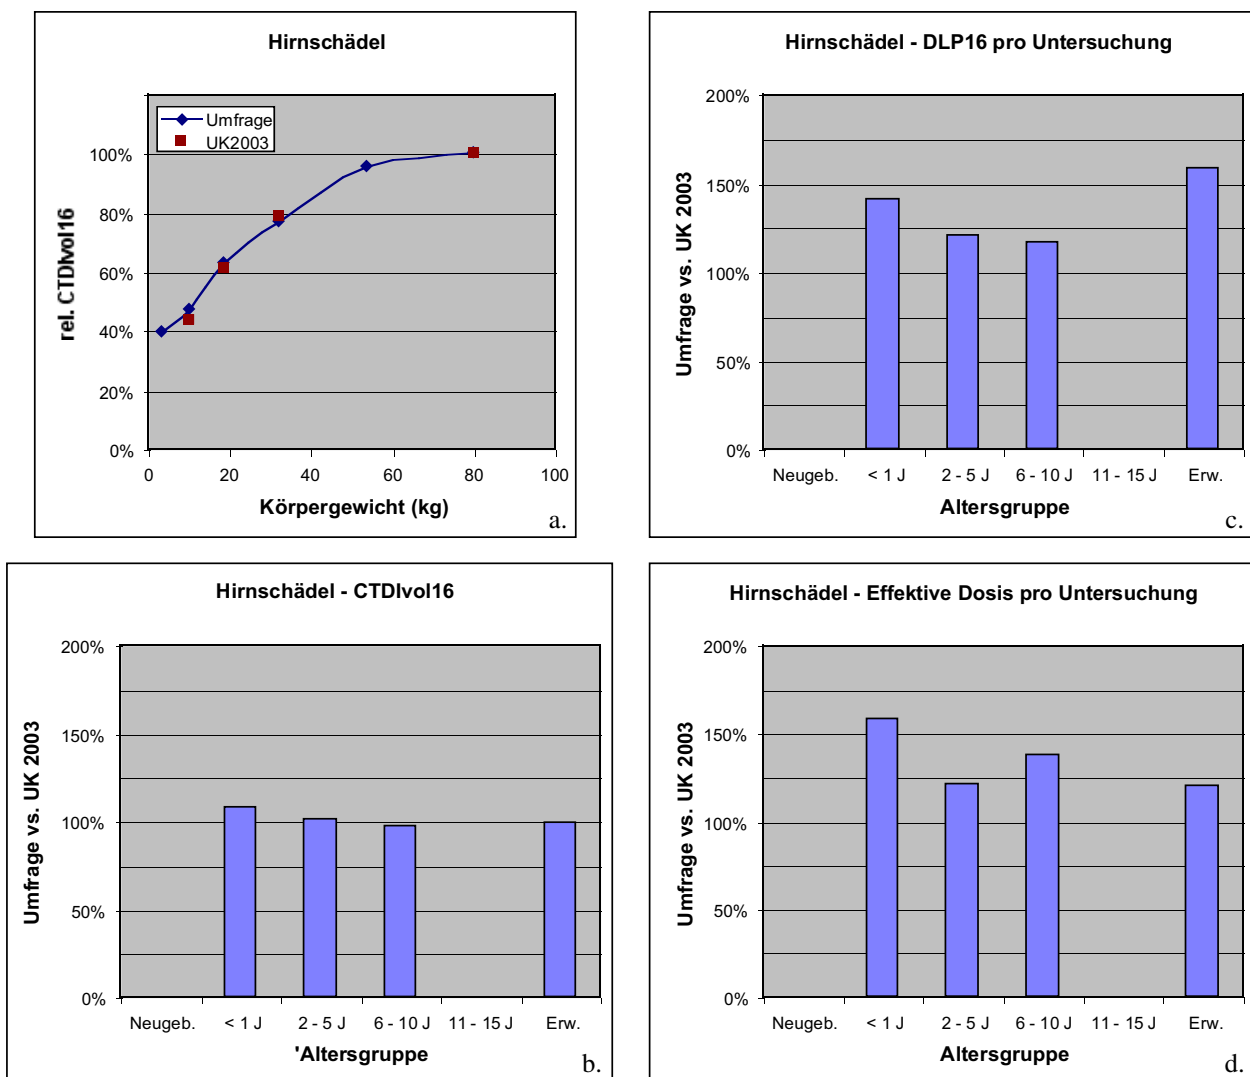 Hirnschädel
Umfrage
UK2003
100%
80%
60%
40%
20%
0%
rel. CTDIvol16
0 20 40 60 80 100
Körpergewicht (kg)
a.
Hirnschädel - DLP16 pro Untersuchung
200%
150%
100%
50%
0%
Umfrage vs. UK 2003
Neugeb. < 1 J 2 - 5 J 6 - 10 J 11 - 15 J Erw.
Altersgruppe
c.
Hirnschädel - CTDIvol16
200%
150%
100%
50%
0%
Umfrage vs. UK 2003
Neugeb. < 1 J 2 - 5 J 6 - 10 J 11 - 15 J Erw.
'Altersgruppe
b.
Hirnschädel - Effektive Dosis pro Untersuchung
200%
150%
100%
50%
0%
Umfrage vs. UK 2003
Neugeb. < 1 J 2 - 5 J 6 - 10 J 11 - 15 J Erw.
Altersgruppe
d.